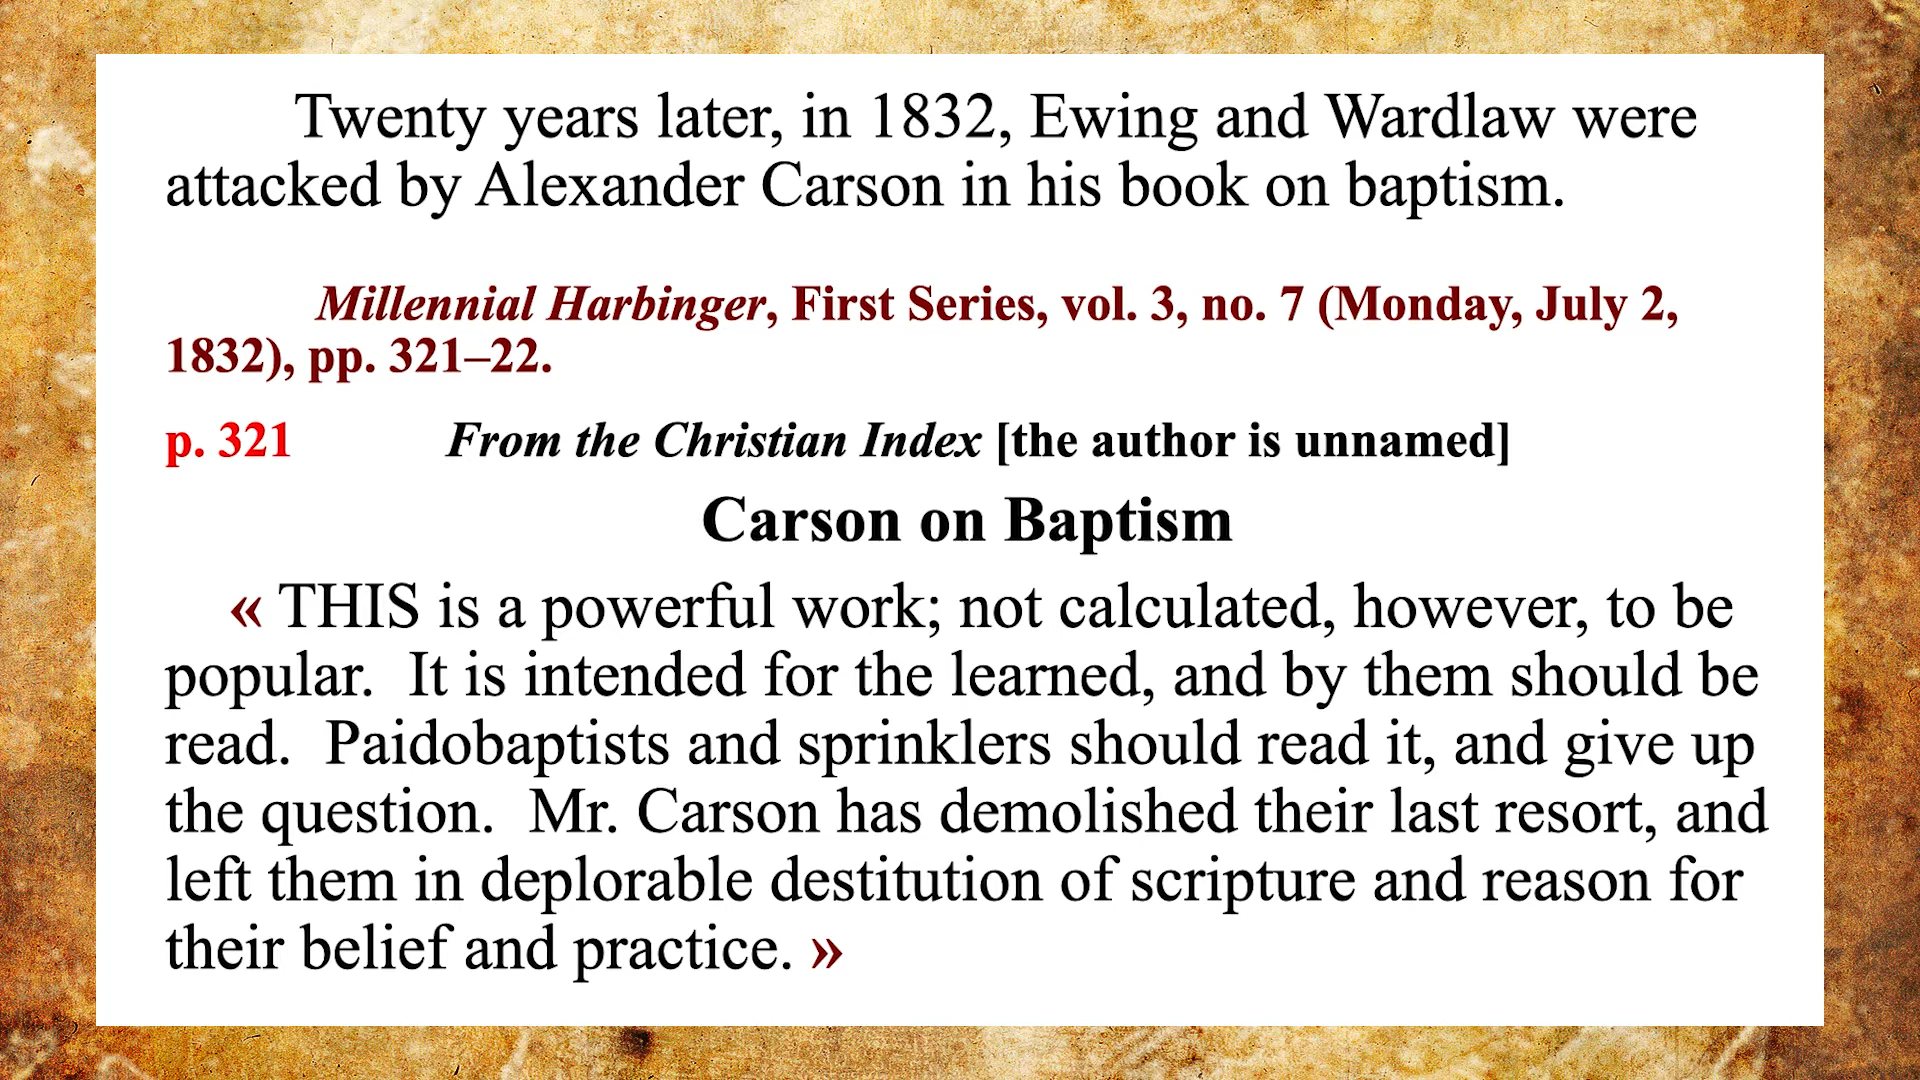 Twenty years later, in 1832, Ewing and Wardlaw were
attacked by Alexander Carson in his book on baptism.
Millennial Harbinger, First Series, vol. 3, no. 7 (Monday, July 2,
1832), pp. 321–22.
p. 321 From the Christian Index [the author is unnamed]
Carson on Baptism
« THIS is a powerful work; not calculated, however, to be
popular.  It is intended for the learned, and by them should be
read.  Paidobaptists and sprinklers should read it, and give up
the question.  Mr. Carson has demolished their last resort, and
left them in deplorable destitution of scripture and reason for
their belief and practice. »